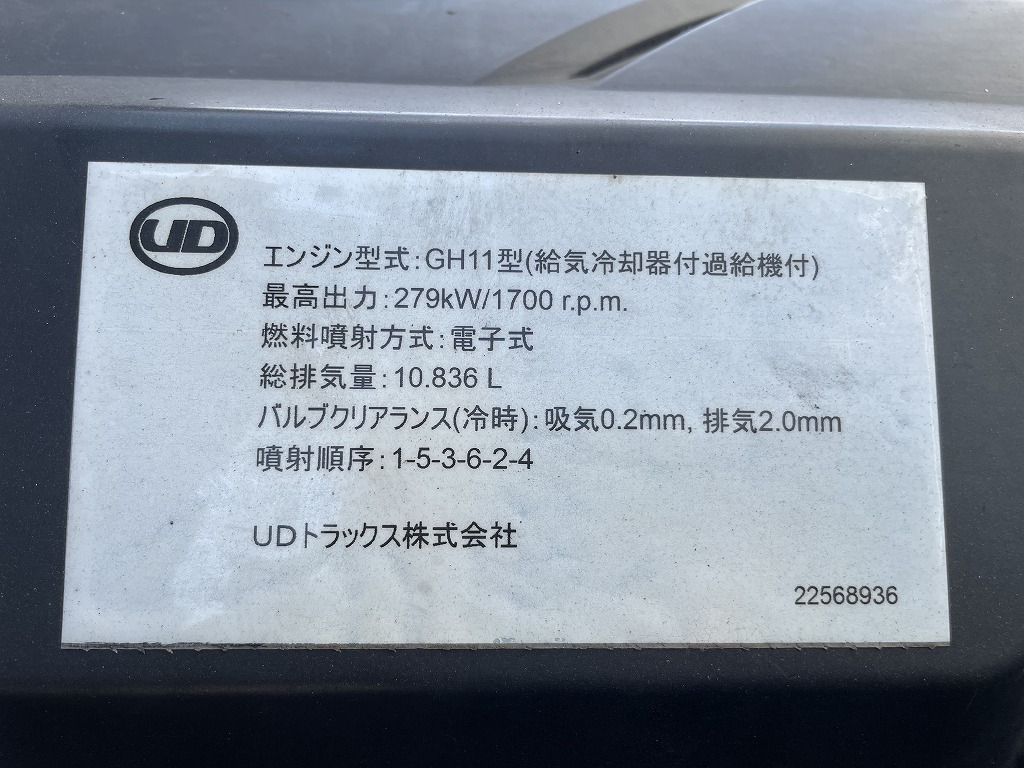 UD
エンジン型式:GH11型(給気冷却器付過給機付)
最高出力:279kW/1700 r.p.m.
燃料噴射方式:電子式
総排気量:10.836 L
バルブクリアランス(冷時):吸気0.2mm, 排気2.0mm
噴射順序:1-5-3-6-2-4
UDトラックス株式会社
22568936